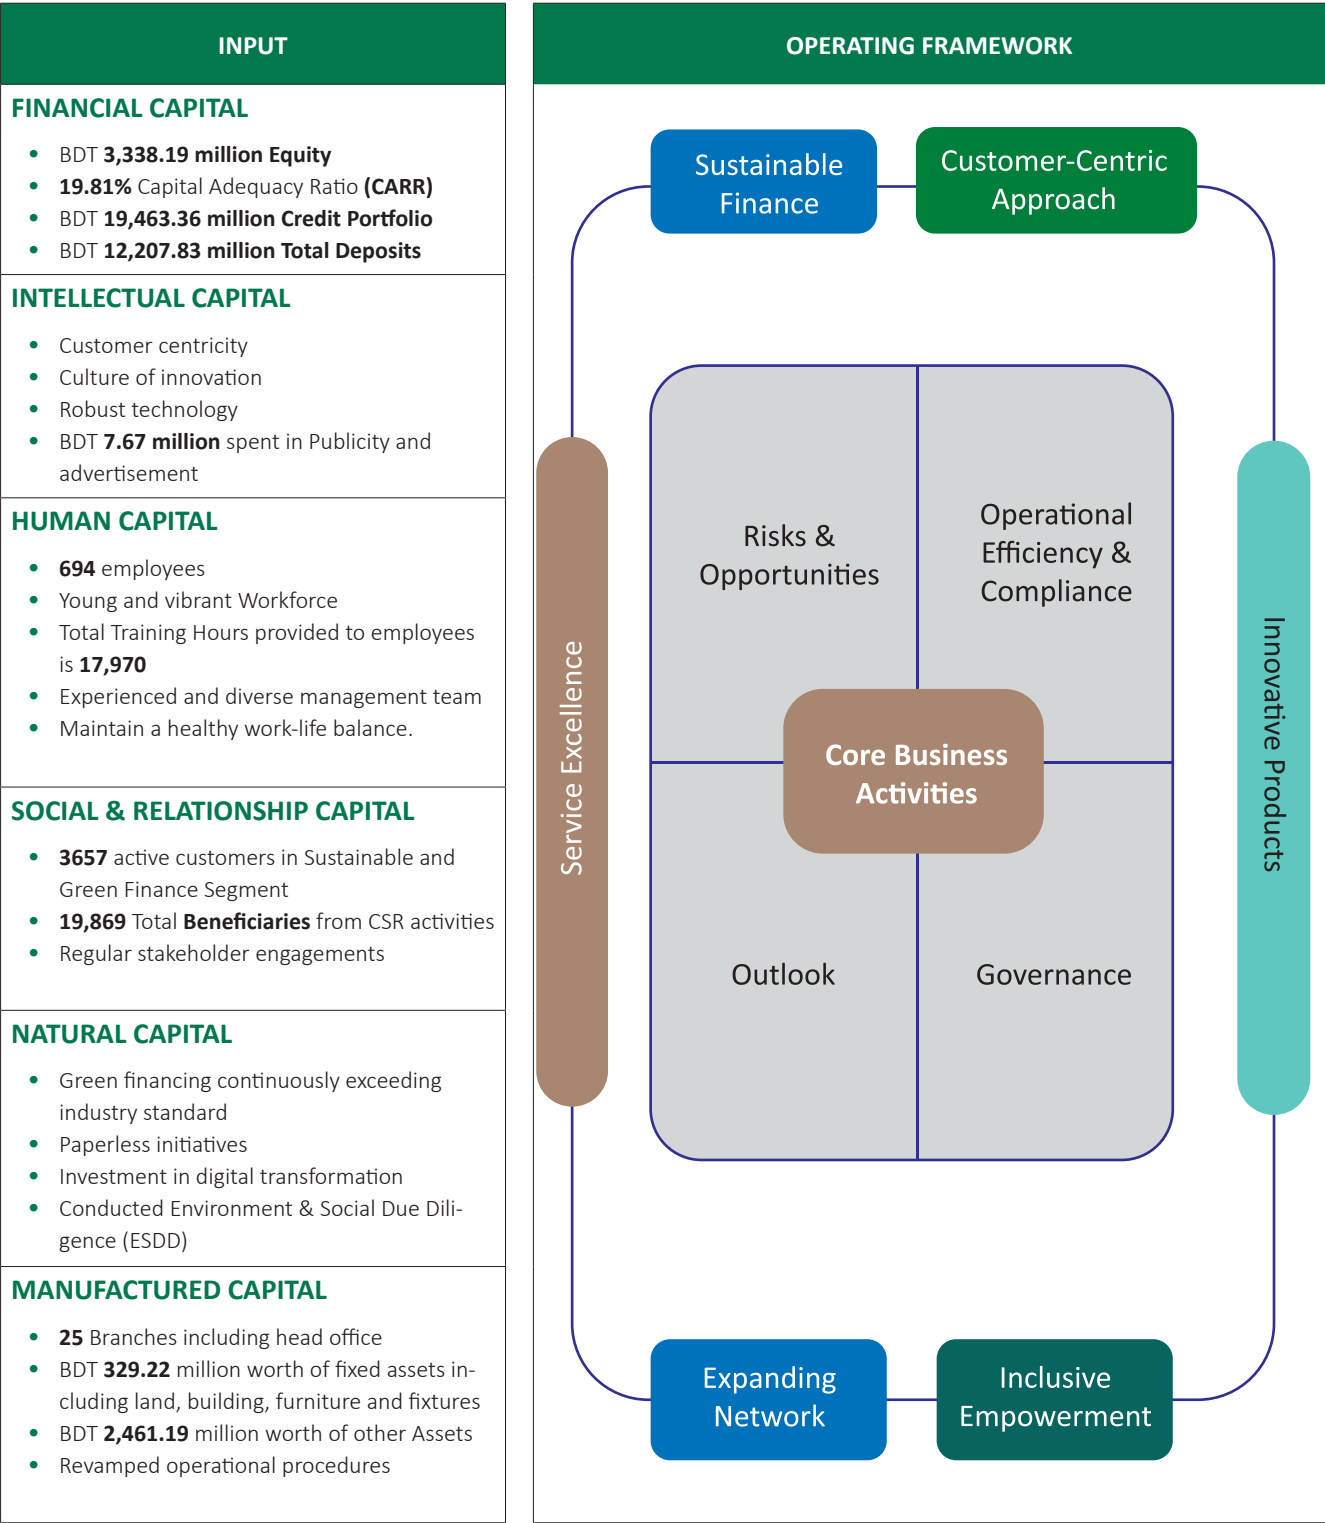 INPUT
FINANCIAL CAPITAL
• BDT 3,338.19 million Equity
• 19.81% Capital Adequacy Ratio (CARR)
• BDT 19,463.36 million Credit Portfolio
• BDT 12,207.83 million Total Deposits
INTELLECTUAL CAPITAL
• Customer centricity
• Culture of innovation
• Robust technology
• BDT 7.67 million spent in Publicity and
advertisement
HUMAN CAPITAL
• 694 employees
• Young and vibrant Workforce
• Total Training Hours provided to employees
is 17,970
• Experienced and diverse management team
• Maintain a healthy work-life balance.
SOCIAL & RELATIONSHIP CAPITAL
• 3657 active customers in Sustainable and
Green Finance Segment
• 19,869 Total Beneficiaries from CSR activities
• Regular stakeholder engagements
NATURAL CAPITAL
• Green financing continuously exceeding
industry standard
• Paperless initiatives
• Investment in digital transformation
• Conducted Environment & Social Due Dili-
gence (ESDD)
MANUFACTURED CAPITAL
• 25 Branches including head office
• BDT 329.22 million worth of fixed assets in-
cluding land, building, furniture and fixtures
• BDT 2,461.19 million worth of other Assets
• Revamped operational procedures
OPERATING FRAMEWORK
Sustainable
Finance
Customer-Centric
Approach
Service Excellence
Risks &
Opportunities
Operational
Efficiency &
Compliance
Core Business
Activities
Outlook
Governance
Innovative Products
Expanding
Network
Inclusive
Empowerment